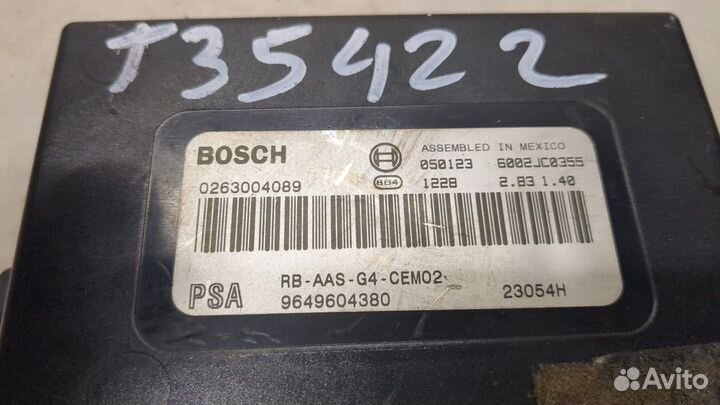 T35422
BOSCH
ASSEMBLED IN MEXICO
050123 6002JC0355
0263004089
884 1228 2.83 1.40
RB-AAS-G4-CEM02
PSA 9649604380 23054H
Avito